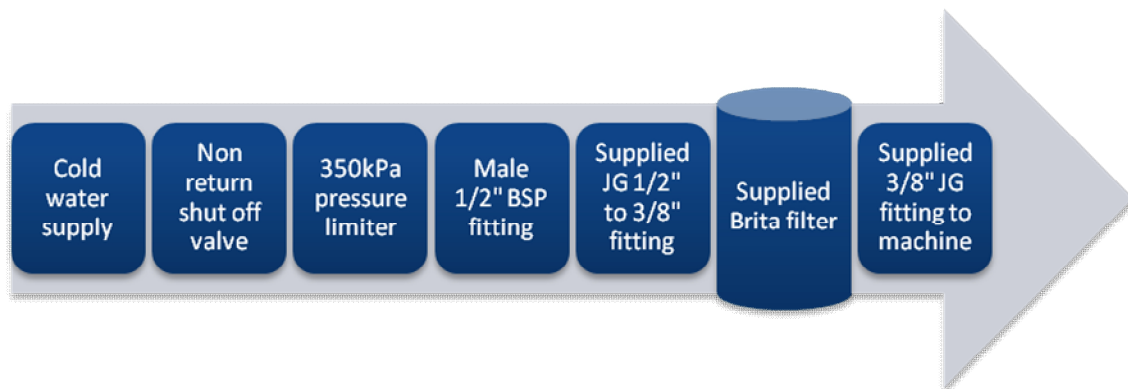 Cold
water
supply
Non
return
shut off
valve
350kPa
pressure
limiter
Male
1/2" BSP
fitting
Supplied
JG 1/2"
to 3/8"
fitting
Supplied
Brita filter
Supplied
3/8" JG
fitting to
machine